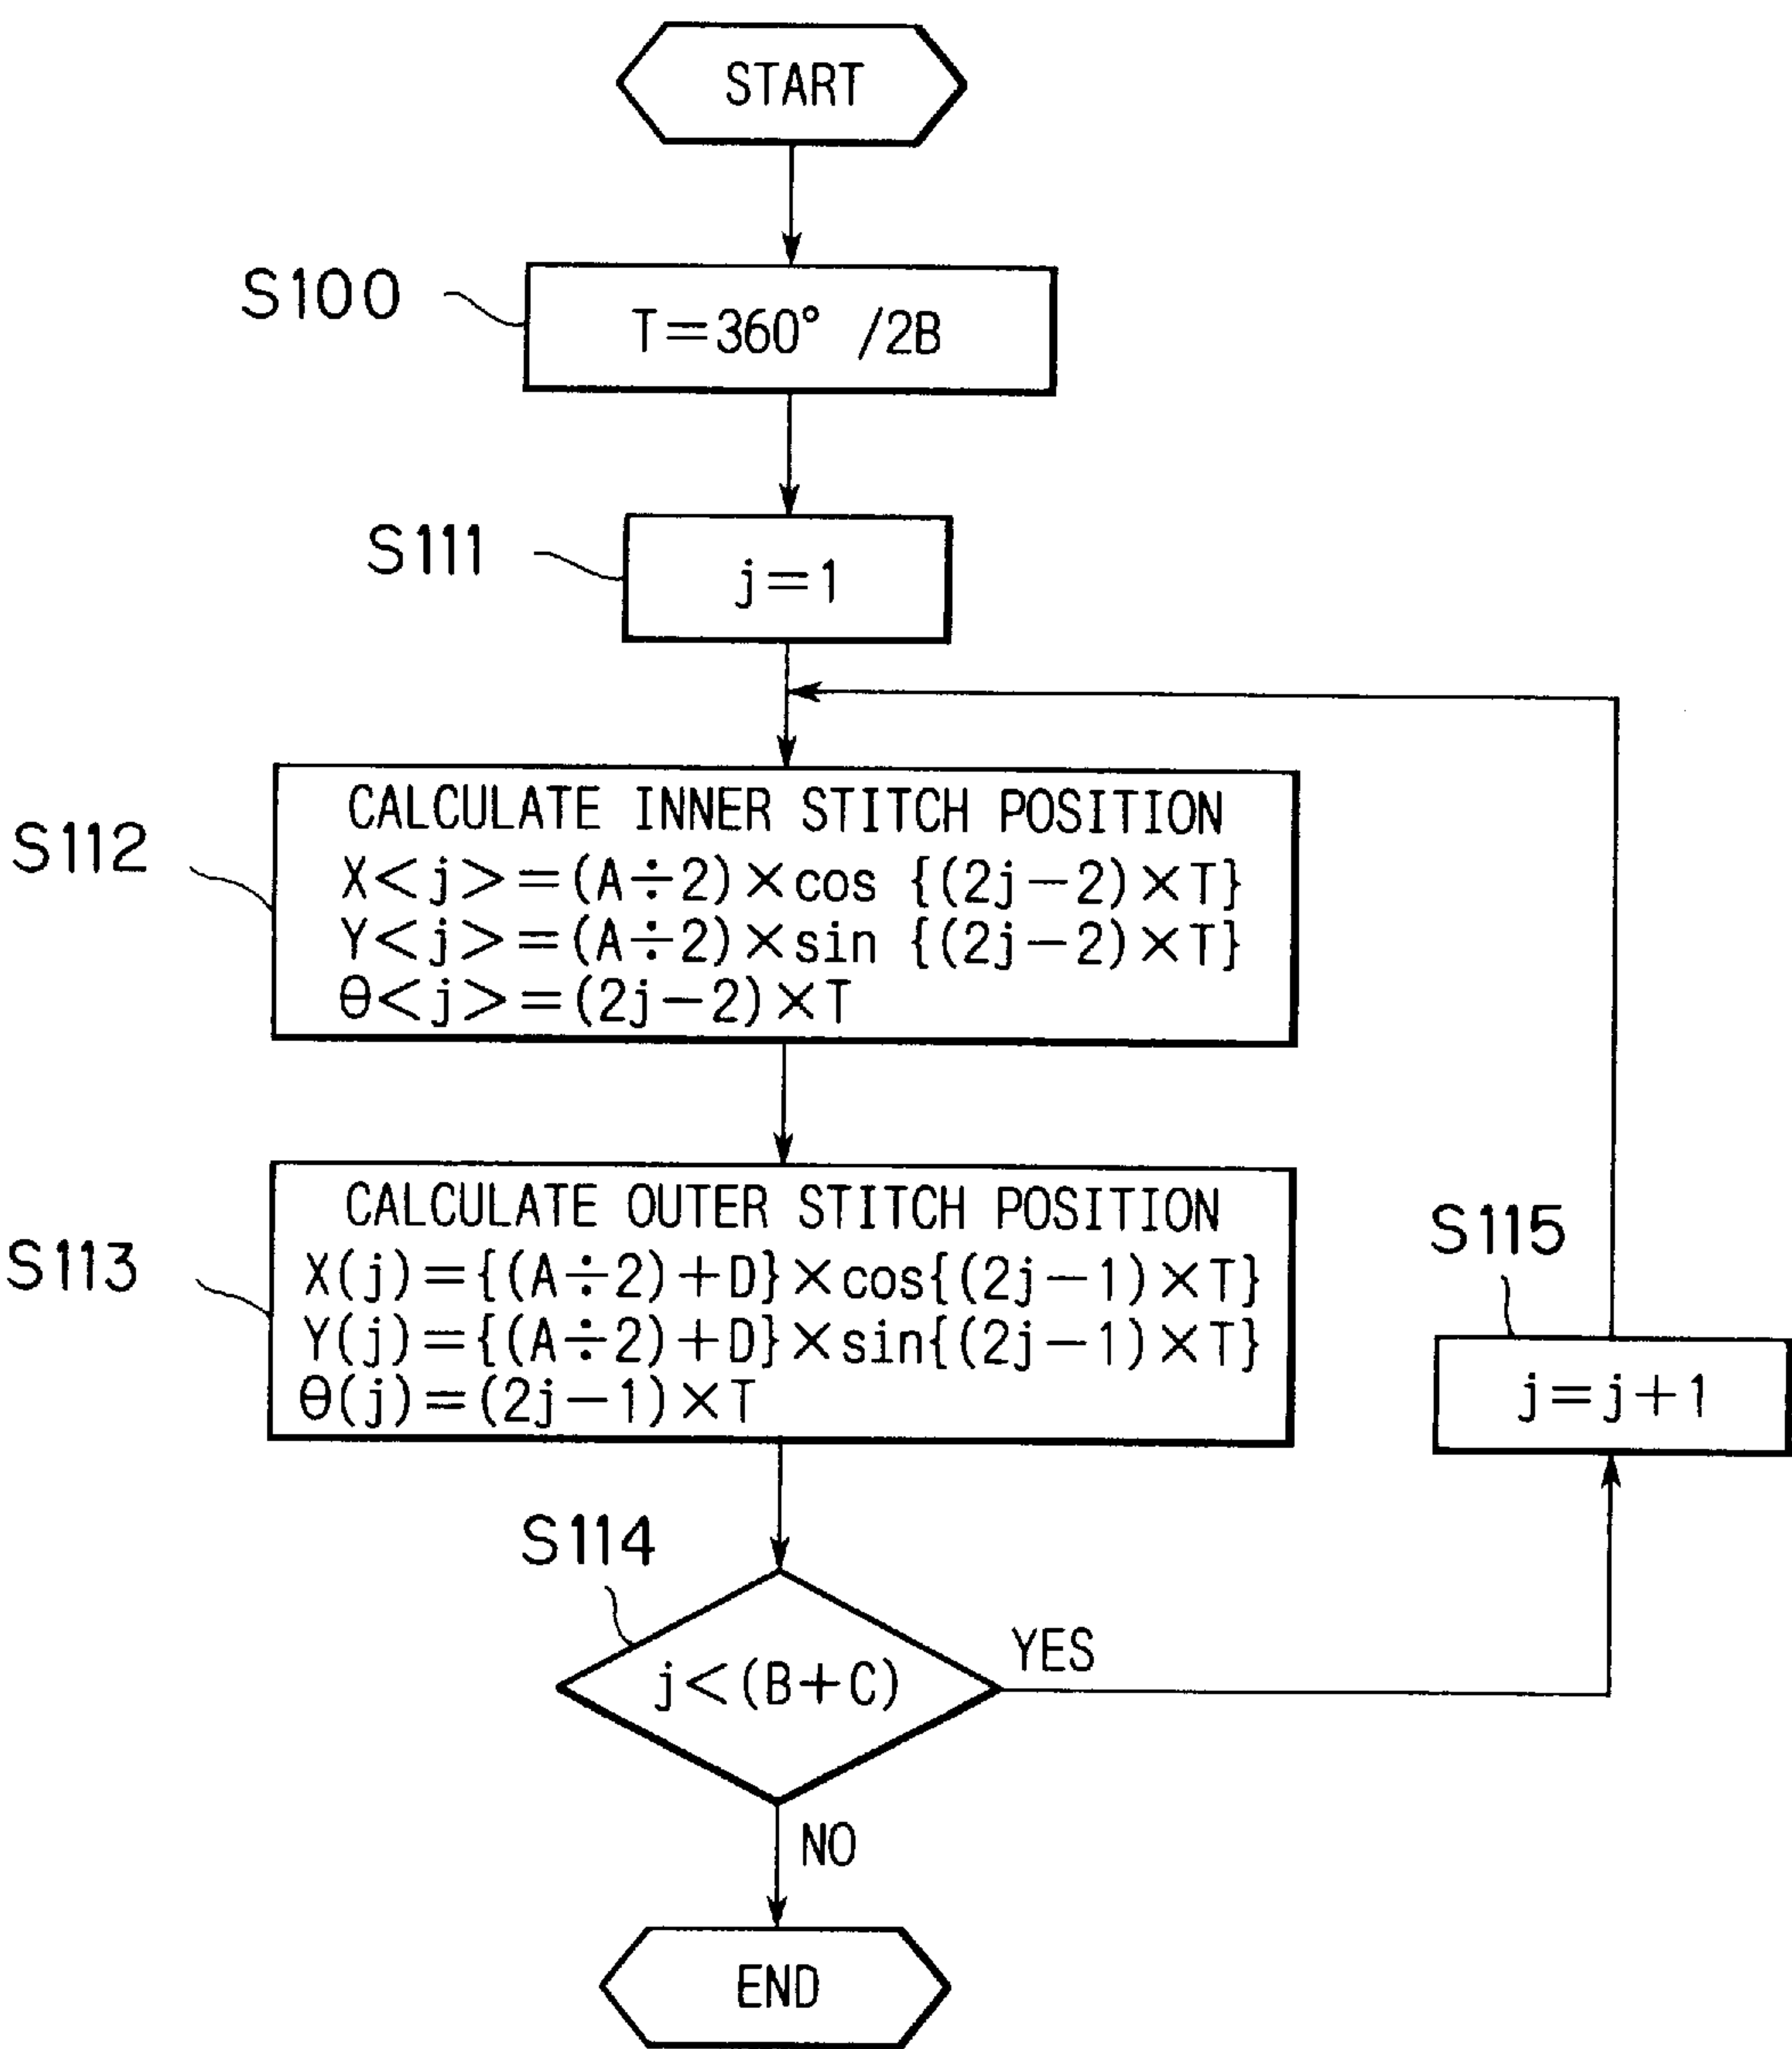 START
S100
T=360° /2B
S111
j=1
S112
CALCULATE INNER STITCH POSITION
X<j>=(A÷2)×cos {(2j-2)×T}
Y<j>=(A÷2)×sin {(2j-2)×T}
θ<j>=(2j-2)×T
S113
CALCULATE OUTER STITCH POSITION
X(j)={(A÷2)+D}×cos{(2j-1)×T}
Y(j)={(A÷2)+D}×sin{(2j-1)×T}
θ(j)=(2j-1)×T
S115
j=j+1
S114
j<(B+C)
YES
NO
END